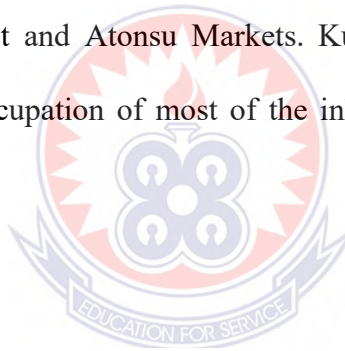 t and Atonsu Markets. Ku
cupation of most of the in
EDUCATION FOR SERVICE